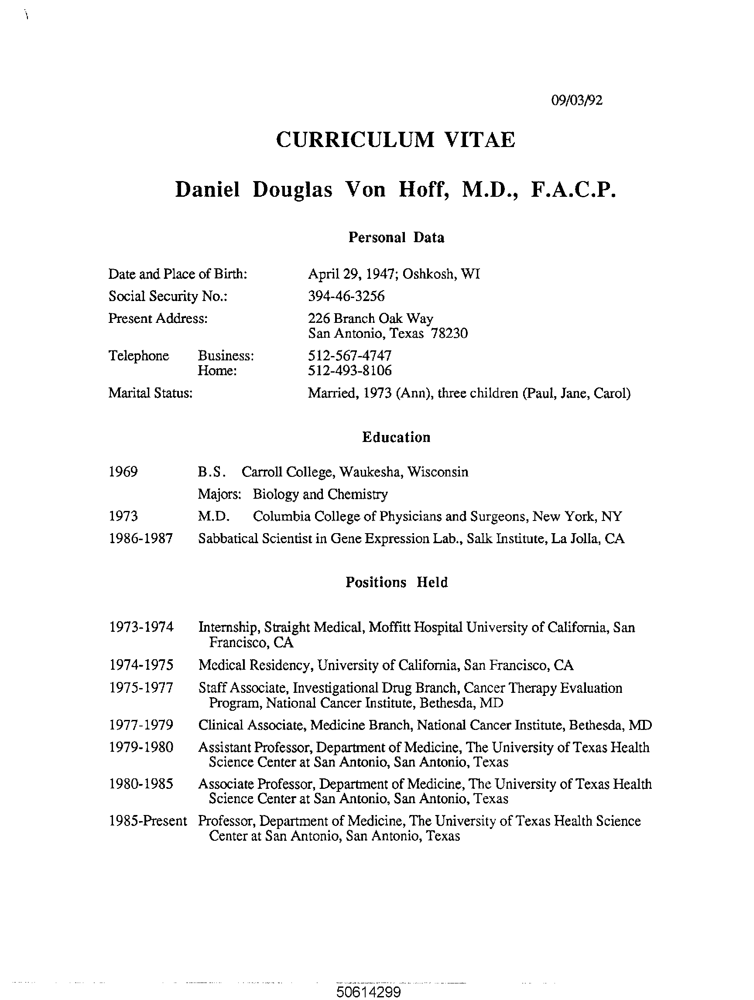 09/03/92
CURRICULUM VITAE
Daniel Douglas Von Hoff, M.D., F.A.C.P.
Personal Data
Date and Place of Birth: April 29, 1947; Oshkosh, WI
Social Security No.: 394-46-3256
Present Address: 226 Branch Oak Way
San Antonio, Texas 78230
Telephone Business: 512-567-4747
Home: 512-493-8106
Marital Status: Married, 1973 (Ann), three children (Paul, Jane, Carol)
Education
1969 B.S. Carroll College, Waukesha, Wisconsin
Majors: Biology and Chemistry
1973 M.D. Columbia College of Physicians and Surgeons, New York, NY
1986-1987 Sabbatical Scientist in Gene Expression Lab., Salk Institute, La Jolla, CA
Positions Held
1973-1974 Internship, Straight Medical, Moffitt Hospital University of California, San
Francisco, CA
1974-1975 Medical Residency, University of California, San Francisco, CA
1975-1977 Staff Associate, Investigational Drug Branch, Cancer Therapy Evaluation
Program, National Cancer Institute, Bethesda, MD
1977-1979 Clinical Associate, Medicine Branch, National Cancer Institute, Bethesda, MD
1979-1980 Assistant Professor, Department of Medicine, The University of Texas Health
Science Center at San Antonio, San Antonio, Texas
1980-1985 Associate Professor, Department of Medicine, The University of Texas Health
Science Center at San Antonio, San Antonio, Texas
1985-Present Professor, Department of Medicine, The University of Texas Health Science
Center at San Antonio, San Antonio, Texas
50614299